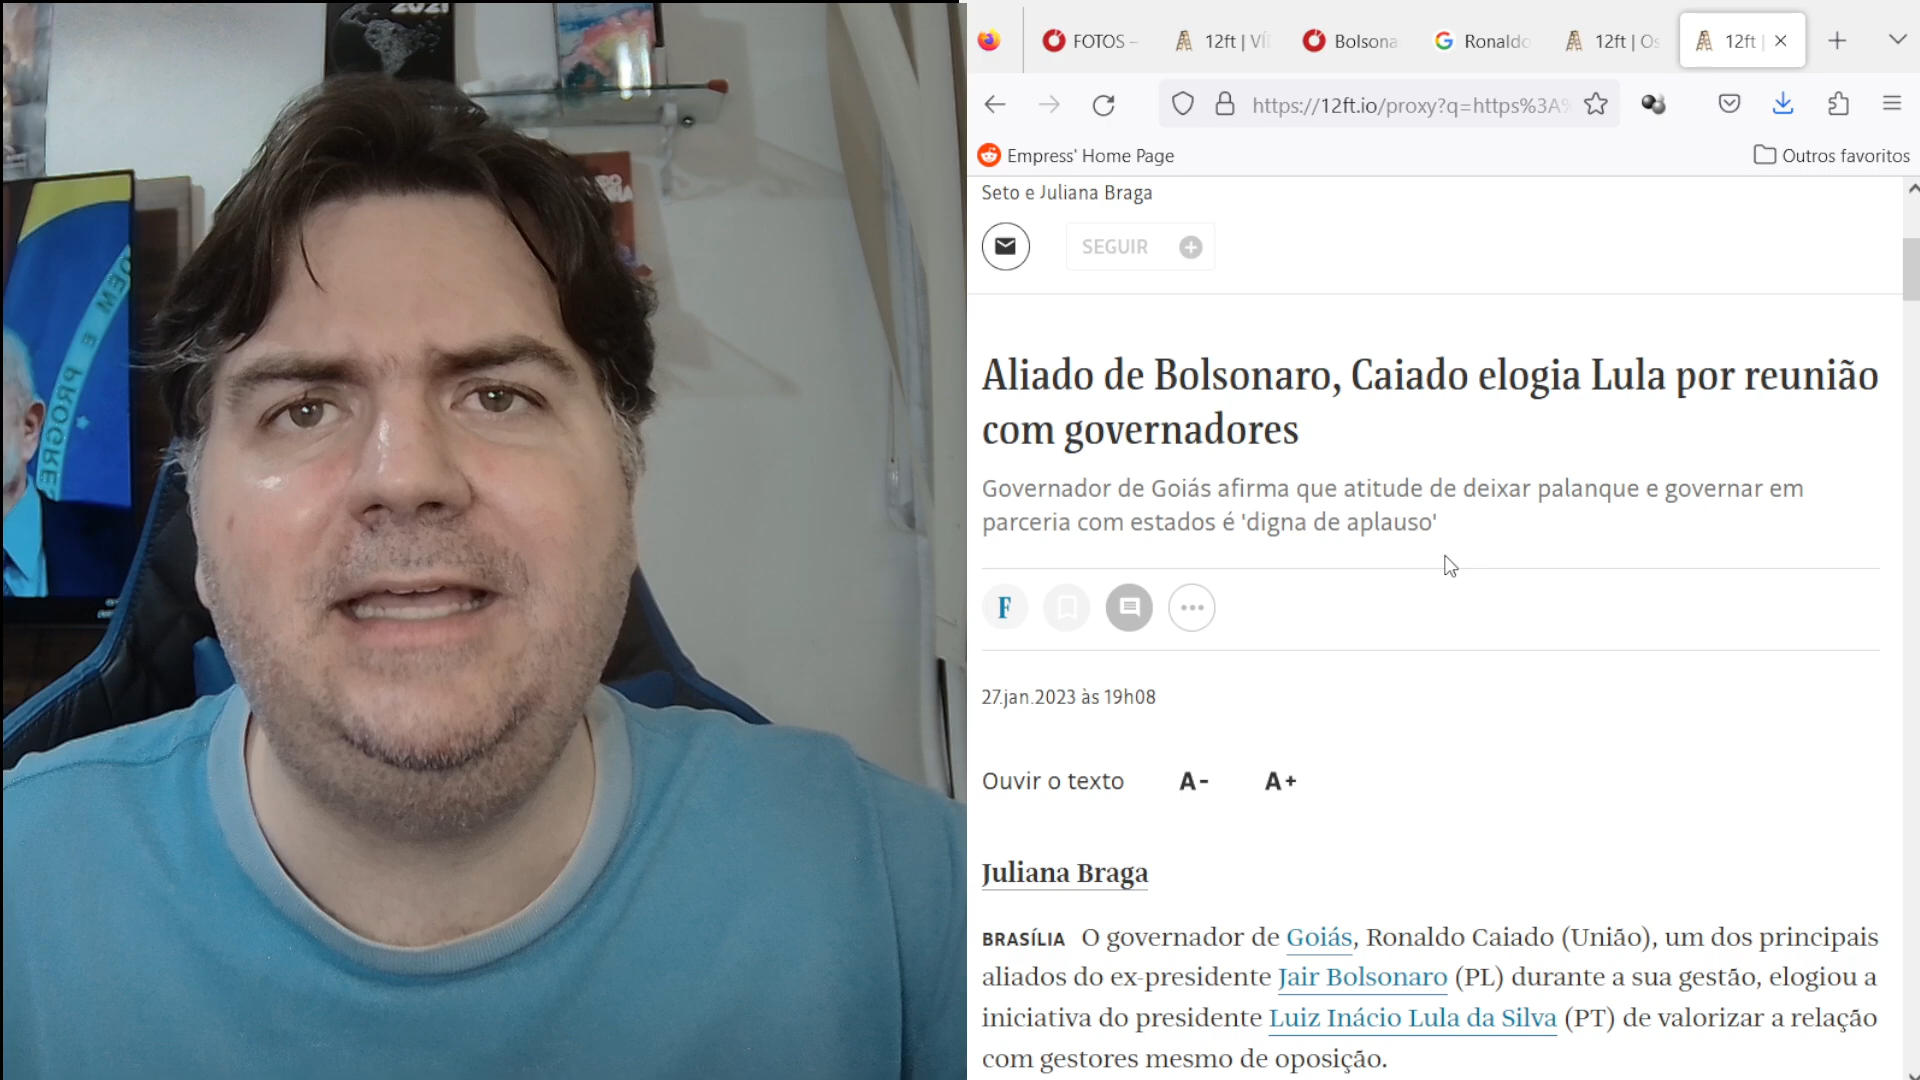 2021
OEM E PROGRE
FOTOS –
12ft | VÍ
Bolsona
Ronaldo
12ft | Os
12ft |
https://12ft.io/proxy?q=https%3A%
Empress' Home Page
Outros favoritos
Seto e Juliana Braga
SEGUIR
Aliado de Bolsonaro, Caiado elogia Lula por reunião
com governadores
Governador de Goiás afirma que atitude de deixar palanque e governar em
parceria com estados é 'digna de aplauso'
F
27.jan.2023 às 19h08
Ouvir o texto A- A+
Juliana Braga
BRASÍLIA O governador de Goiás, Ronaldo Caiado (União), um dos principais
aliados do ex-presidente Jair Bolsonaro (PL) durante a sua gestão, elogiou a
iniciativa do presidente Luiz Inácio Lula da Silva (PT) de valorizar a relação
com gestores mesmo de oposição.